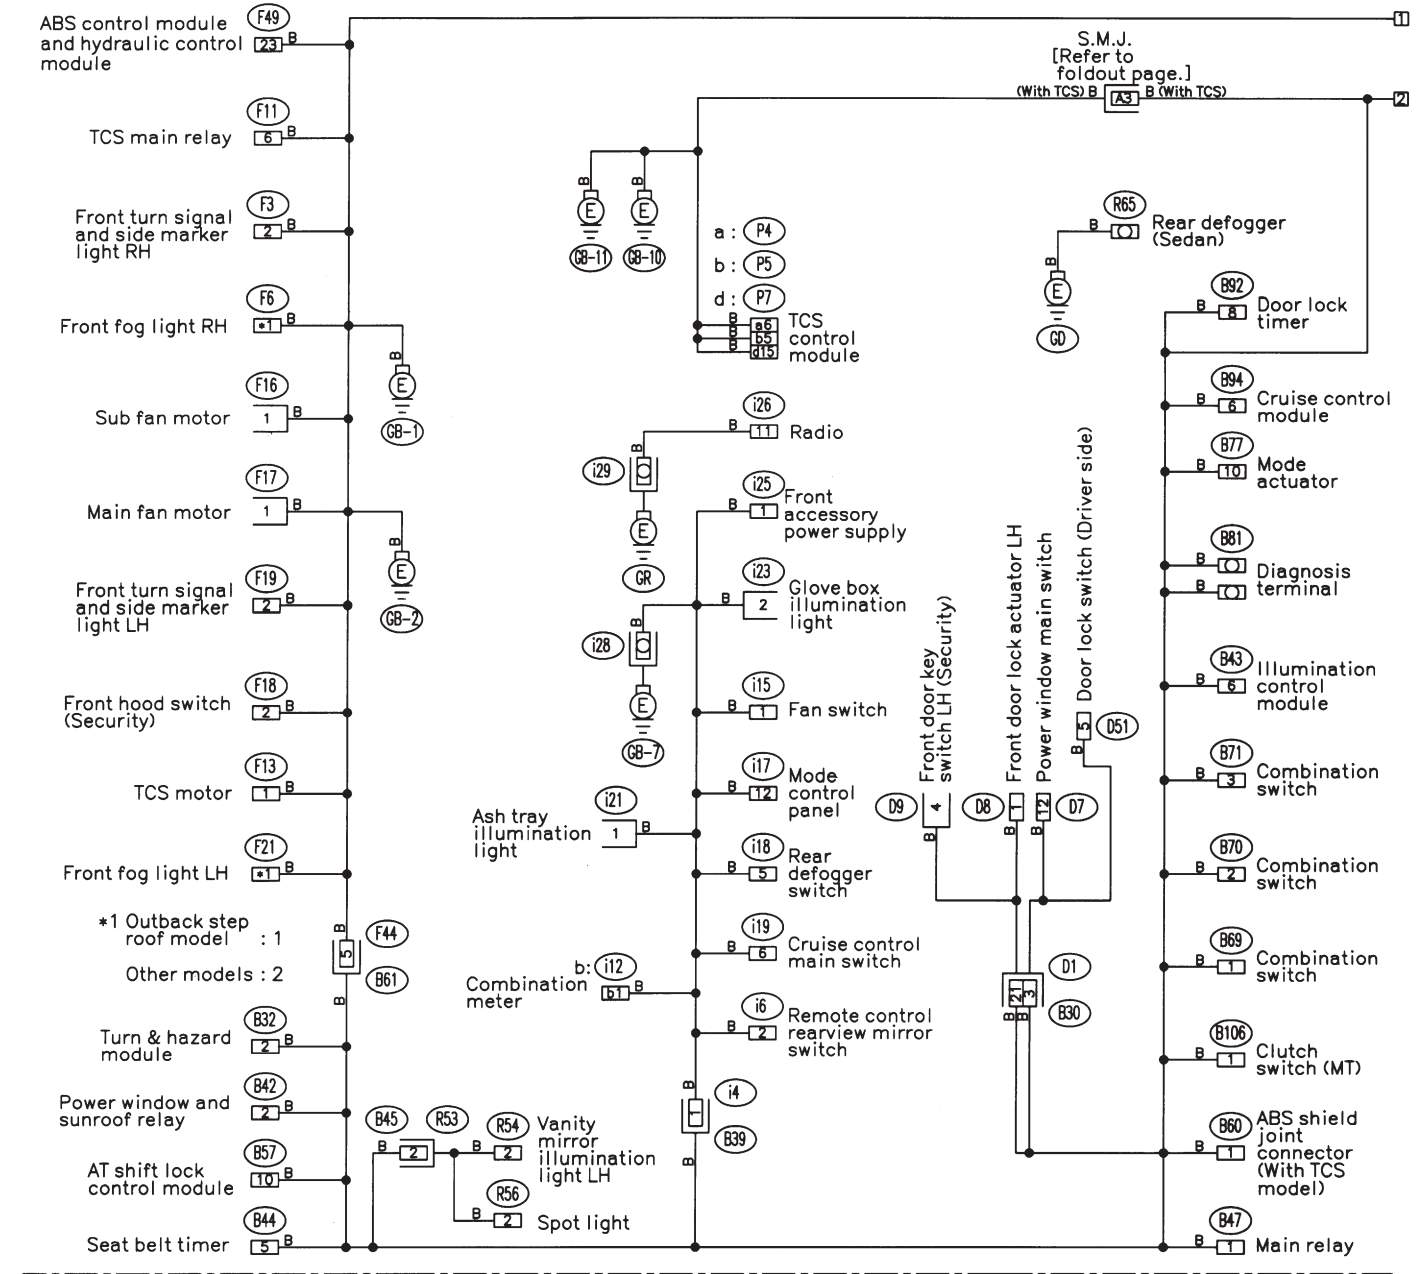 ABS control module
and hydraulic control
module
F49
23
B
1
S.M.J.
[Refer to
foldout page.]
(With TCS) B
A3
B (With TCS)
2
TCS main relay
F11
6
B
B
E
GB-11
B
E
GB-10
Front turn signal
and side marker
light RH
F3
2
B
a : P4
b : P5
d : P7
B a6
B b5
B d15
TCS
control
module
R65
B
Rear defogger
(Sedan)
B
E
GD
Front fog light RH
F6
*1
B
B
E
GB-1
B92
B
8
Door lock
timer
Sub fan motor
F16
1
B
B94
B
6
Cruise control
module
i26
B
11
Radio
B
i29
E
GR
B77
B
10
Mode
actuator
Main fan motor
F17
1
B
B
E
GB-2
i25
B
1
Front
accessory
power supply
B81
B
B
Diagnosis
terminal
Front turn signal
and side marker
light LH
F19
2
B
i23
B
2
Glove box
illumination
light
B
i28
E
GB-7
Front door key
switch LH (Security)
Front door lock actuator LH
Power window main switch
Door lock switch (Driver side)
5
D51
B
B43
B
6
Illumination
control
module
Front hood switch
(Security)
F18
2
B
i15
B
1
Fan switch
B71
B
3
Combination
switch
TCS motor
F13
1
B
i17
B
12
Mode
control
panel
D9
4
B
D8
1
B
12
D7
B
Ash tray
illumination
light
i21
1
B
Front fog light LH
F21
*1
B
i18
B
5
Rear
defogger
switch
B70
B
2
Combination
switch
*1 Outback step
roof model : 1
Other models : 2
B
5
F44
B61
B
i19
B
6
Cruise control
main switch
B69
B
1
Combination
switch
Combination
meter
b: i12
b1
B
D1
21
3
B30
B
B
Turn & hazard
module
B32
2
B
i6
B
2
Remote control
rearview mirror
switch
B106
B
1
Clutch
switch (MT)
Power window and
sunroof relay
B42
2
B
B
i4
1
B39
B
B45
B
2
R53
B
R54
2
Vanity
mirror
illumination
light LH
B60
B
1
ABS shield
joint
connector
(With TCS
model)
AT shift lock
control module
B57
10
B
B
R56
2
Spot light
Seat belt timer
B44
5
B
B47
B
1
Main relay